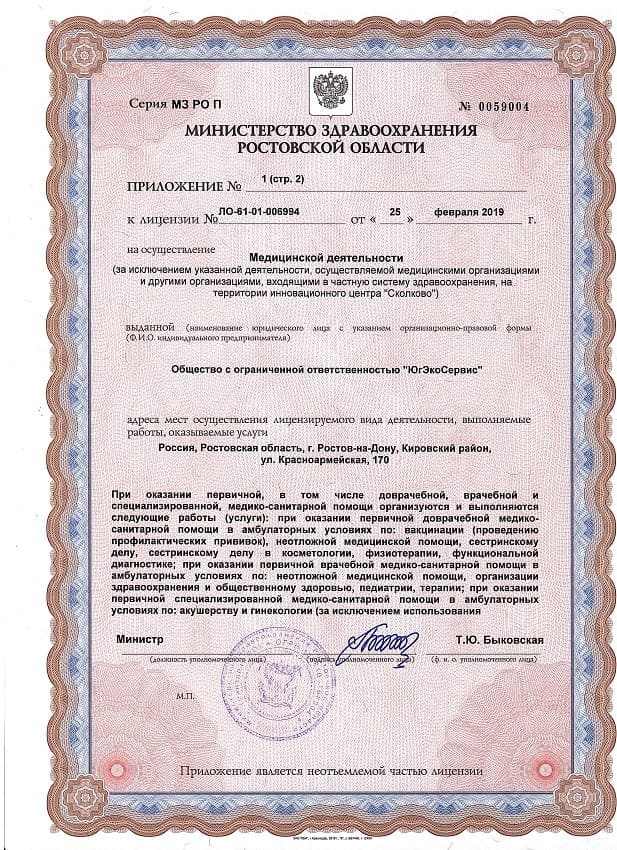 Серия МЗ РО П
№ 0059004
МИНИСТЕРСТВО ЗДРАВООХРАНЕНИЯ
РОСТОВСКОЙ ОБЛАСТИ
ПРИЛОЖЕНИЕ № 1 (стр. 2)
к лицензии № ЛО-61-01-006994 от « 25 » февраля 2019 г.
на осуществление
Медицинской деятельности
(за исключением указанной деятельности, осуществляемой медицинскими организациями
и другими организациями, входящими в частную систему здравоохранения, на
территории инновационного центра "Сколково")
выданной (наименование юридического лица с указанием организационно-правовой формы
(Ф.И.О. индивидуального предпринимателя)
Общество с ограниченной ответственностью "ЮгЭкоСервис"
адреса мест осуществления лицензируемого вида деятельности, выполняемые
работы, оказываемые услуги
Россия, Ростовская область, г. Ростов-на-Дону, Кировский район,
ул. Красноармейская, 170
При оказании первичной, в том числе доврачебной, врачебной и
специализированной, медико-санитарной помощи организуются и выполняются
следующие работы (услуги): при оказании первичной доврачебной медико-
санитарной помощи в амбулаторных условиях по: вакцинации (проведению
профилактических прививок), неотложной медицинской помощи, сестринскому
делу, сестринскому делу в косметологии, физиотерапии, функциональной
диагностике; при оказании первичной врачебной медико-санитарной помощи в
амбулаторных условиях по: неотложной медицинской помощи, организации
здравоохранения и общественному здоровью, педиатрии, терапии; при оказании
первичной специализированной медико-санитарной помощи в амбулаторных
условиях по: акушерству и гинекологии (за исключением использования
Министр
Т.Ю. Быковская
(должность уполномоченного лица)
(подпись уполномоченного лица)
(ф. и. о. уполномоченного лица)
М.П.
Приложение является неотъемлемой частью лицензии